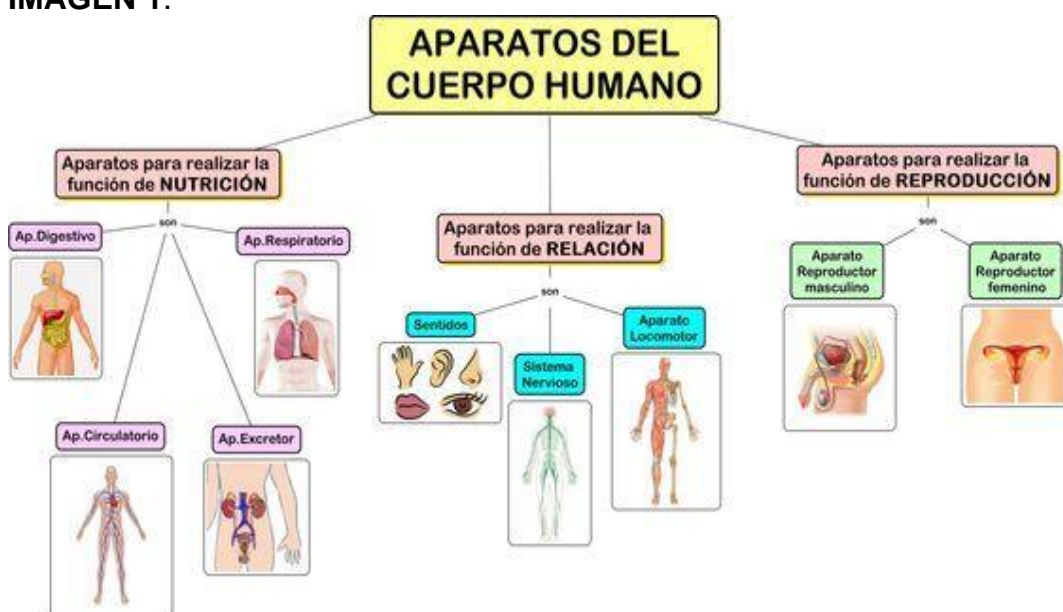 IMAGEN 1.
APARATOS DEL
CUERPO HUMANO
Aparatos para realizar la
función de NUTRICIÓN
son
Ap.Digestivo
Ap.Respiratorio
Ap.Circulatorio
Ap.Excretor
Aparatos para realizar la
función de RELACIÓN
son
Sentidos
Sistema
Nervioso
Aparato
Locomotor
Aparatos para realizar la
función de REPRODUCCIÓN
son
Aparato
Reproductor
masculino
Aparato
Reproductor
femenino